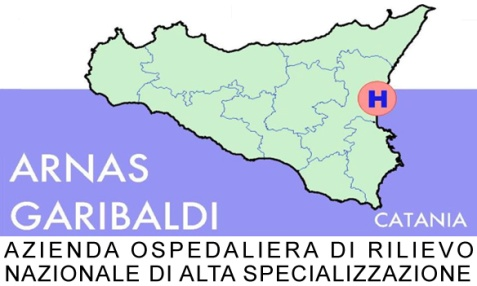 H
ARNAS
GARIBALDI
CATANIA
AZIENDA OSPEDALIERA DI RILIEVO
NAZIONALE DI ALTA SPECIALIZZAZIONE